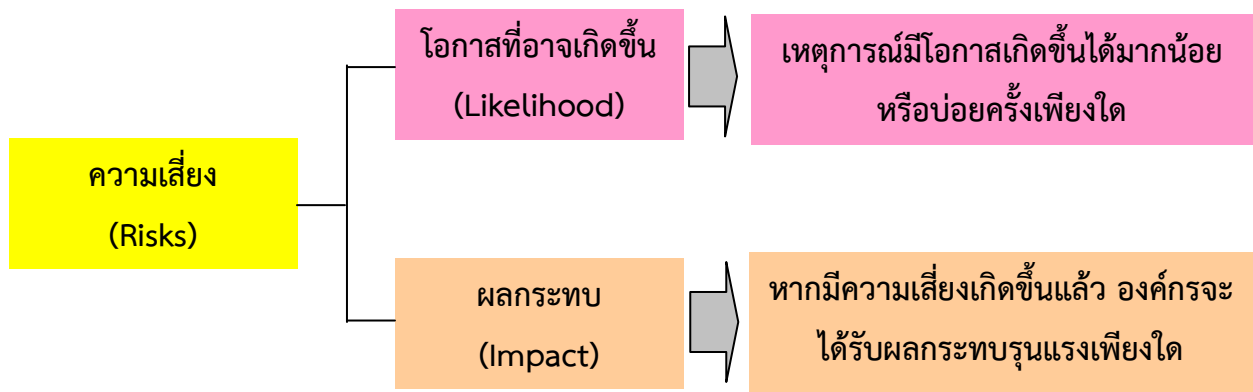 โอกาสที่อาจเกิดขึ้น
(Likelihood)
เหตุการณ์มีโอกาสเกิดขึ้นได้มากน้อย
หรือบ่อยครั้งเพียงใด
ความเสี่ยง
(Risks)
ผลกระทบ
(Impact)
หากมีความเสี่ยงเกิดขึ้นแล้ว องค์กรจะ
ได้รับผลกระทบรุนแรงเพียงใด